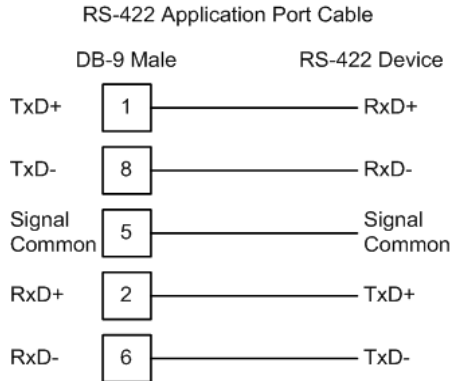 RS-422 Application Port Cable
DB-9 Male RS-422 Device
TxD+ 1 RxD+
TxD- 8 RxD-
Signal Common 5 Signal Common
RxD+ 2 TxD+
RxD- 6 TxD-